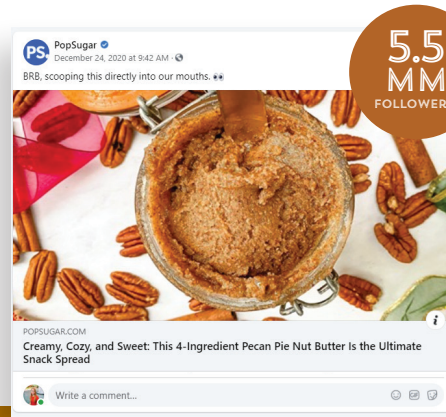 PS.
PopSugar
December 24, 2020 at 9:42 AM ·
BRB, scooping this directly into our mouths. 👀
5.5
MM
FOLLOWER
POPSUGAR.COM
i
Creamy, Cozy, and Sweet: This 4-Ingredient Pecan Pie Nut Butter Is the Ultimate
Snack Spread
Write a comment...
GIF